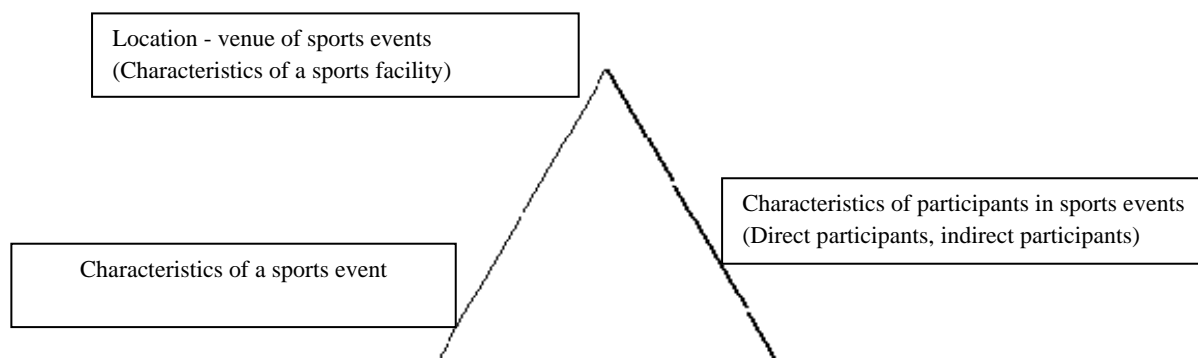 Location - venue of sports events
(Characteristics of a sports facility)
Characteristics of participants in sports events
(Direct participants, indirect participants)
Characteristics of a sports event